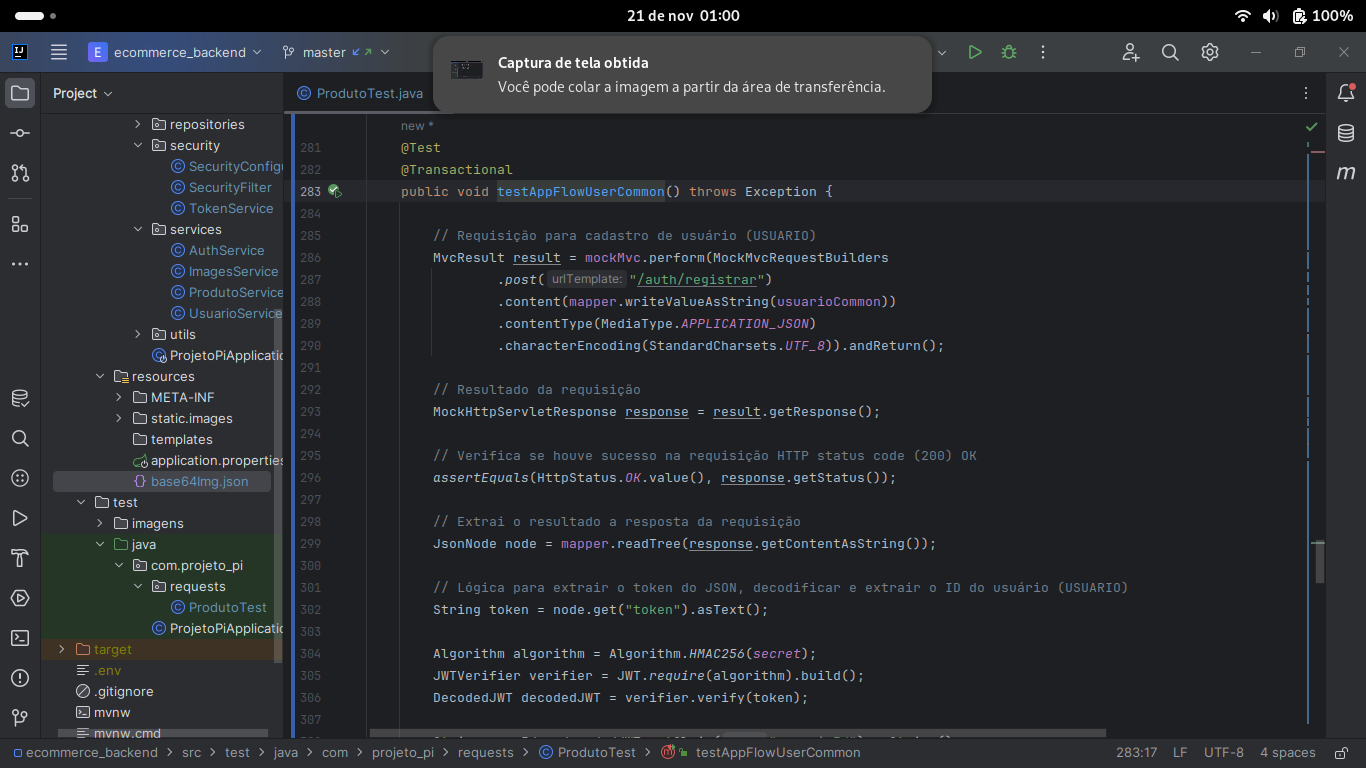 21 de nov 01:00
100%
IJ
E ecommerce_backend
master
Captura de tela obtida
Você pode colar a imagem a partir da área de transferência.
Project
ProdutoTest.java
repositories
security
SecurityConfigu
SecurityFilter
TokenService
services
AuthService
ImagesService
ProdutoService
UsuarioService
utils
ProjetoPiApplicatio
resources
META-INF
static.images
templates
application.properties
base64Img.json
test
imagens
java
com.projeto_pi
requests
ProdutoTest
ProjetoPiApplicatio
target
.env
.gitignore
mvnw
mvnw.cmd
new *
281 @Test
282 @Transactional
283 public void testAppFlowUserCommon() throws Exception {
284
285 // Requisição para cadastro de usuário (USUARIO)
286 MvcResult result = mockMvc.perform(MockMvcRequestBuilders
287 .post( urlTemplate: "/auth/registrar")
288 .content(mapper.writeValueAsString(usuarioCommon))
289 .contentType(MediaType.APPLICATION_JSON)
290 .characterEncoding(StandardCharsets.UTF_8)).andReturn();
291
292 // Resultado da requisição
293 MockHttpServletResponse response = result.getResponse();
294
295 // Verifica se houve sucesso na requisição HTTP status code (200) OK
296 assertEquals(HttpStatus.OK.value(), response.getStatus());
297
298 // Extrai o resultado a resposta da requisição
299 JsonNode node = mapper.readTree(response.getContentAsString());
300
301 // Lógica para extrair o token do JSON, decodificar e extrair o ID do usuário (USUARIO)
302 String token = node.get("token").asText();
303
304 Algorithm algorithm = Algorithm.HMAC256(secret);
305 JWTVerifier verifier = JWT.require(algorithm).build();
306 DecodedJWT decodedJWT = verifier.verify(token);
307
m
ecommerce_backend > src > test > java > com > projeto_pi > requests > ProdutoTest > testAppFlowUserCommon
283:17 LF UTF-8 4 spaces